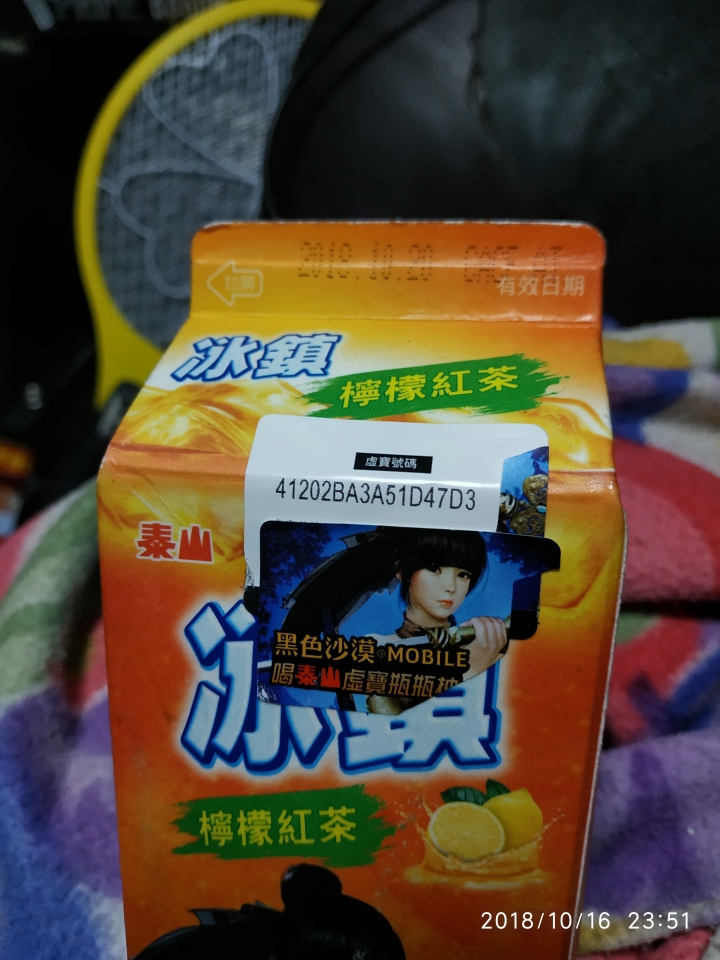 2018.10.20
拉開
有效日期
冰鎮
檸檬紅茶
虛寶號碼
41202BA3A51D47D3
泰山
黑色沙漠 MOBILE
喝泰山虛寶瓶瓶抽
冰鎮
檸檬紅茶
2018/10/16 23:51